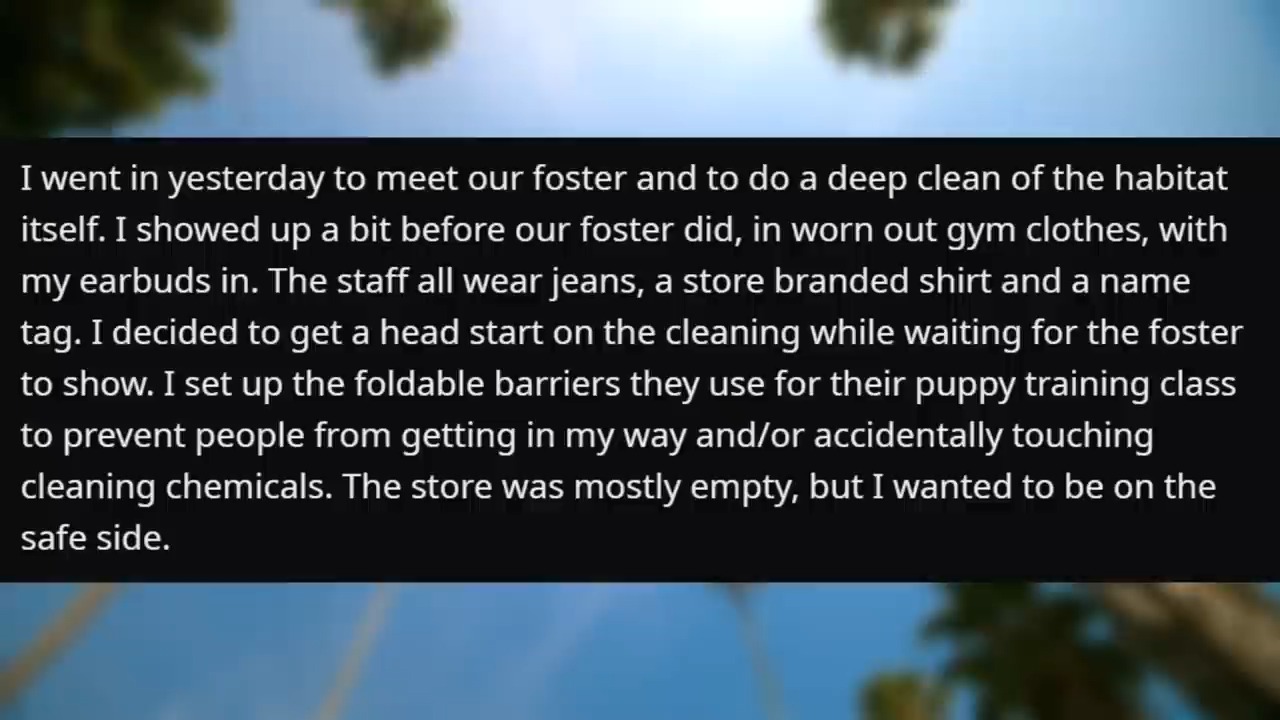 I went in yesterday to meet our foster and to do a deep clean of the habitat
itself. I showed up a bit before our foster did, in worn out gym clothes, with
my earbuds in. The staff all wear jeans, a store branded shirt and a name
tag. I decided to get a head start on the cleaning while waiting for the foster
to show. I set up the foldable barriers they use for their puppy training class
to prevent people from getting in my way and/or accidentally touching
cleaning chemicals. The store was mostly empty, but I wanted to be on the
safe side.